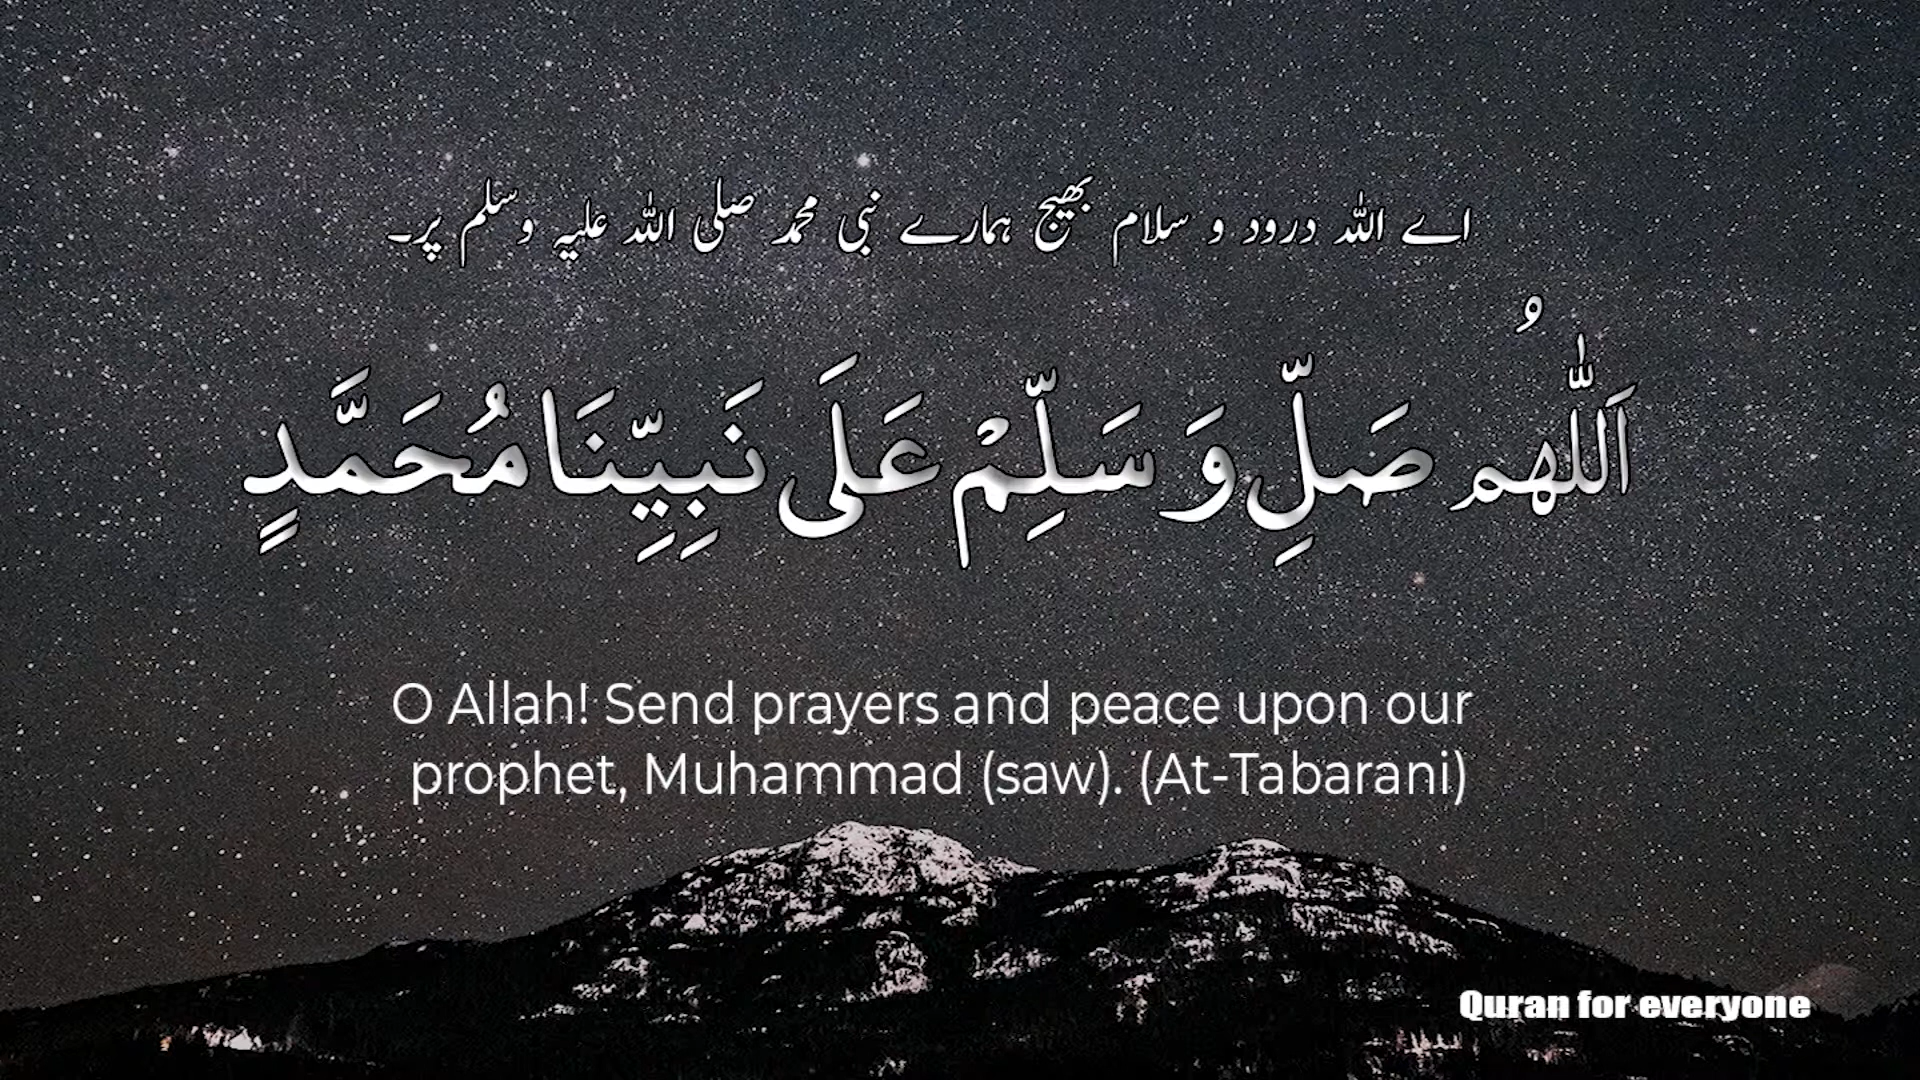 اے اللہ درود و سلام بھیج ہمارے نبی محمد صلی اللہ علیہ وسلم پر۔
اَللّٰهُم صَلِّ وَ سَلِّمْ عَلَى نَبِيِّنَا مُحَمَّدٍ
O Allah! Send prayers and peace upon our
prophet, Muhammad (saw). (At-Tabarani)
Quran for everyone